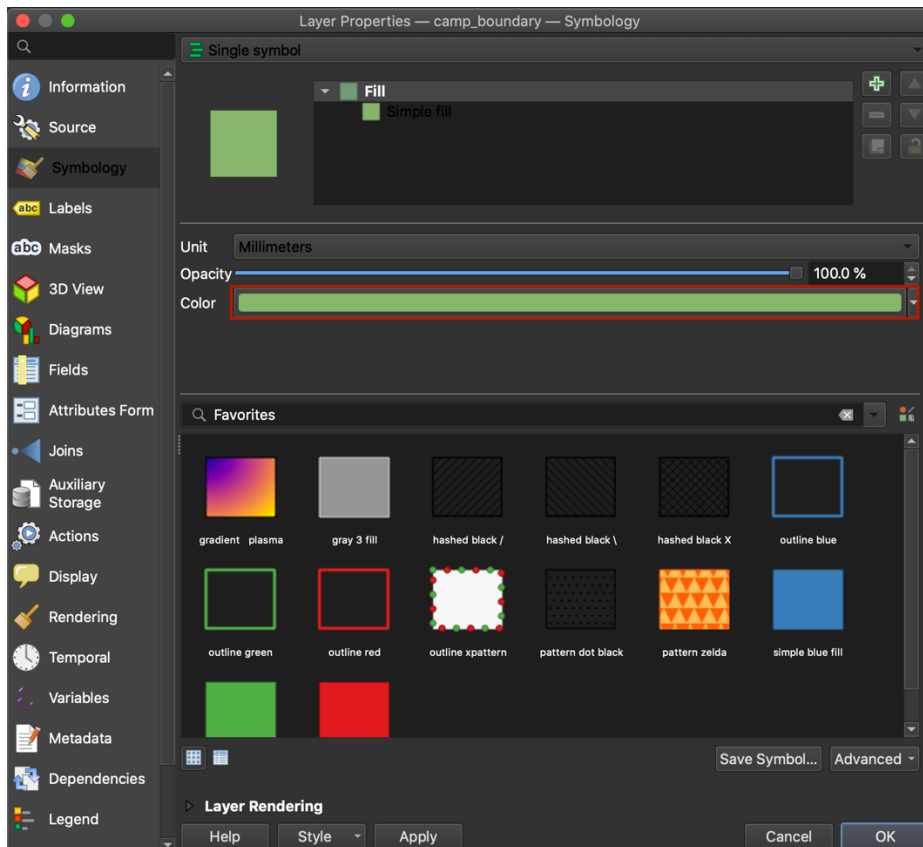 Layer Properties — camp_boundary — Symbology
Single symbol
Information
Source
Symbology
Labels
Masks
3D View
Diagrams
Fields
Attributes Form
Joins
Auxiliary
Storage
Actions
Display
Rendering
Temporal
Variables
Metadata
Dependencies
Legend
Fill
Simple fill
Unit Millimeters
Opacity 100.0 %
Color
Favorites
gradient plasma gray 3 fill hashed black / hashed black \ hashed black X outline blue
outline green outline red outline xpattern pattern dot black pattern zelda simple blue fill
Save Symbol... Advanced
Layer Rendering
Help Style Apply Cancel OK